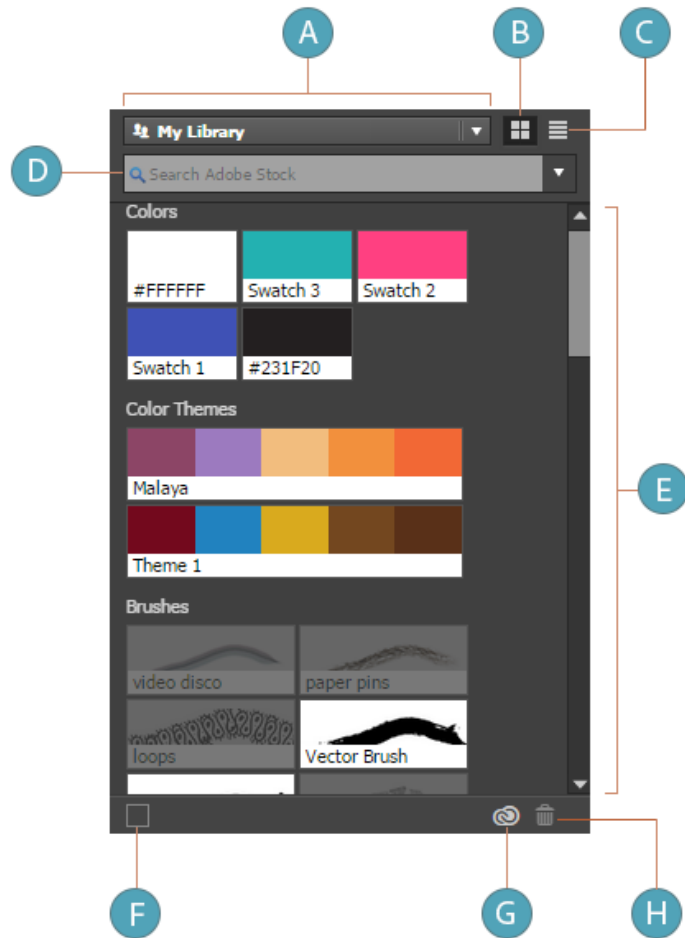 A
B
C
My Library
D
Search Adobe Stock
Colors
#FFFFFF
Swatch 3
Swatch 2
Swatch 1
#231F20
Color Themes
Malaya
E
Theme 1
Brushes
video disco
paper pins
loops
Vector Brush
F
G
H